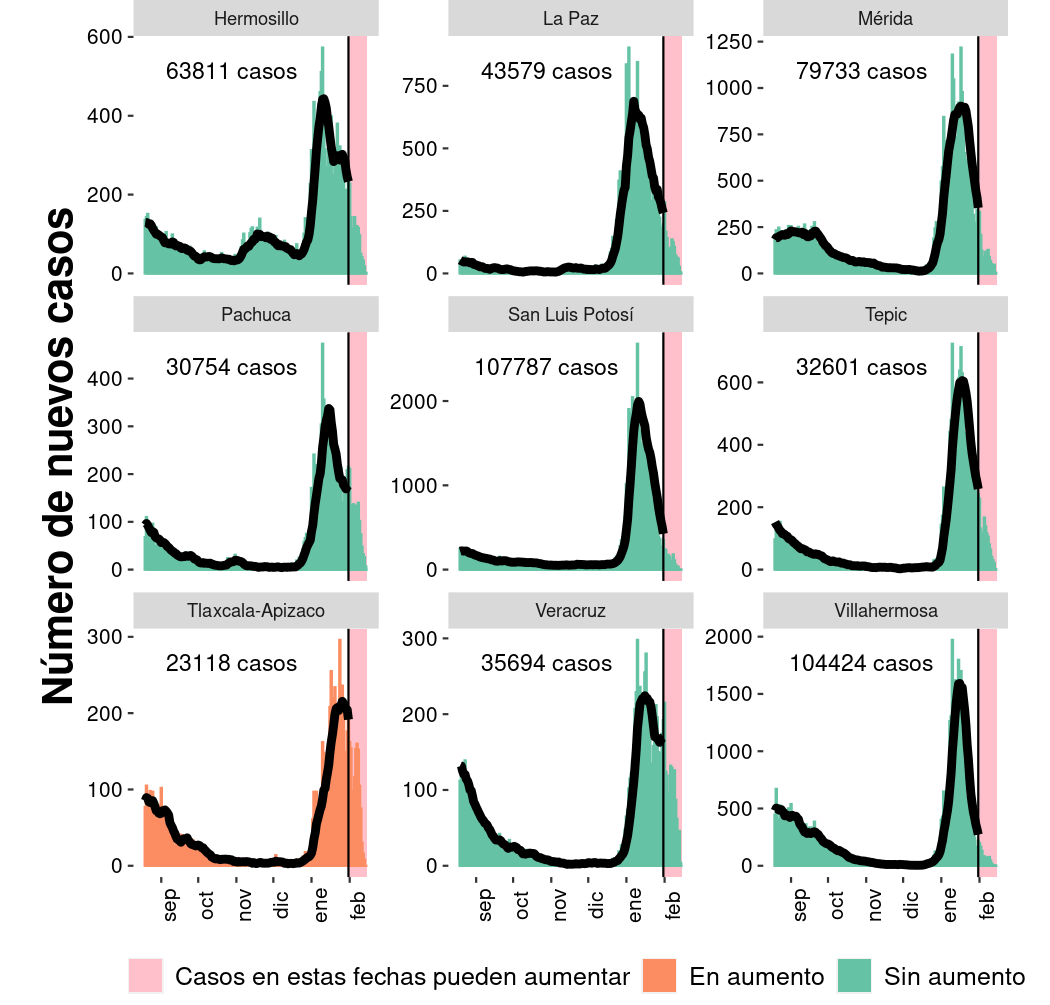 Número de nuevos casos
Hermosillo
La Paz
Mérida
600
400
200
0
63811 casos
750
500
250
0
43579 casos
1250
1000
750
500
250
0
79733 casos
Pachuca
San Luis Potosí
Tepic
400
300
200
100
0
30754 casos
2000
1000
0
107787 casos
600
400
200
0
32601 casos
Tlaxcala-Apizaco
Veracruz
Villahermosa
300
200
100
0
23118 casos
300
200
100
0
35694 casos
2000
1500
1000
500
0
104424 casos
sep oct nov dic ene feb
sep oct nov dic ene feb
sep oct nov dic ene feb
Casos en estas fechas pueden aumentar En aumento Sin aumento